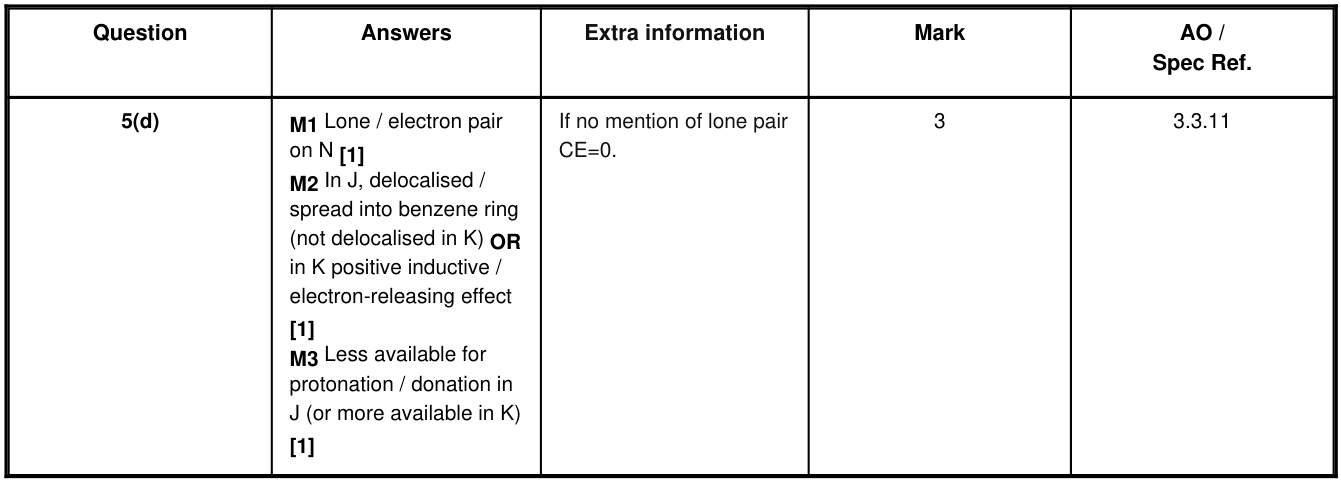 Question Answers Extra information Mark AO /
Spec Ref.
5(d)
M1 Lone / electron pair
on N [1]
M2 In J, delocalised /
spread into benzene ring
(not delocalised in K) OR
in K positive inductive /
electron-releasing effect
[1]
M3 Less available for
protonation / donation in
J (or more available in K)
[1]
If no mention of lone pair
CE=0.
3
3.3.11